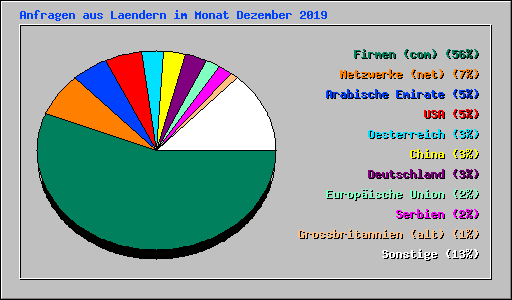 Anfragen aus Laendern im Monat Dezember 2019
Firmen (com) (56%)
Netzwerke (net) (7%)
Arabische Emirate (5%)
USA (5%)
Oesterreich (3%)
China (3%)
Deutschland (3%)
Europäische Union (2%)
Serbien (2%)
Grossbritannien (alt) (1%)
Sonstige (13%)